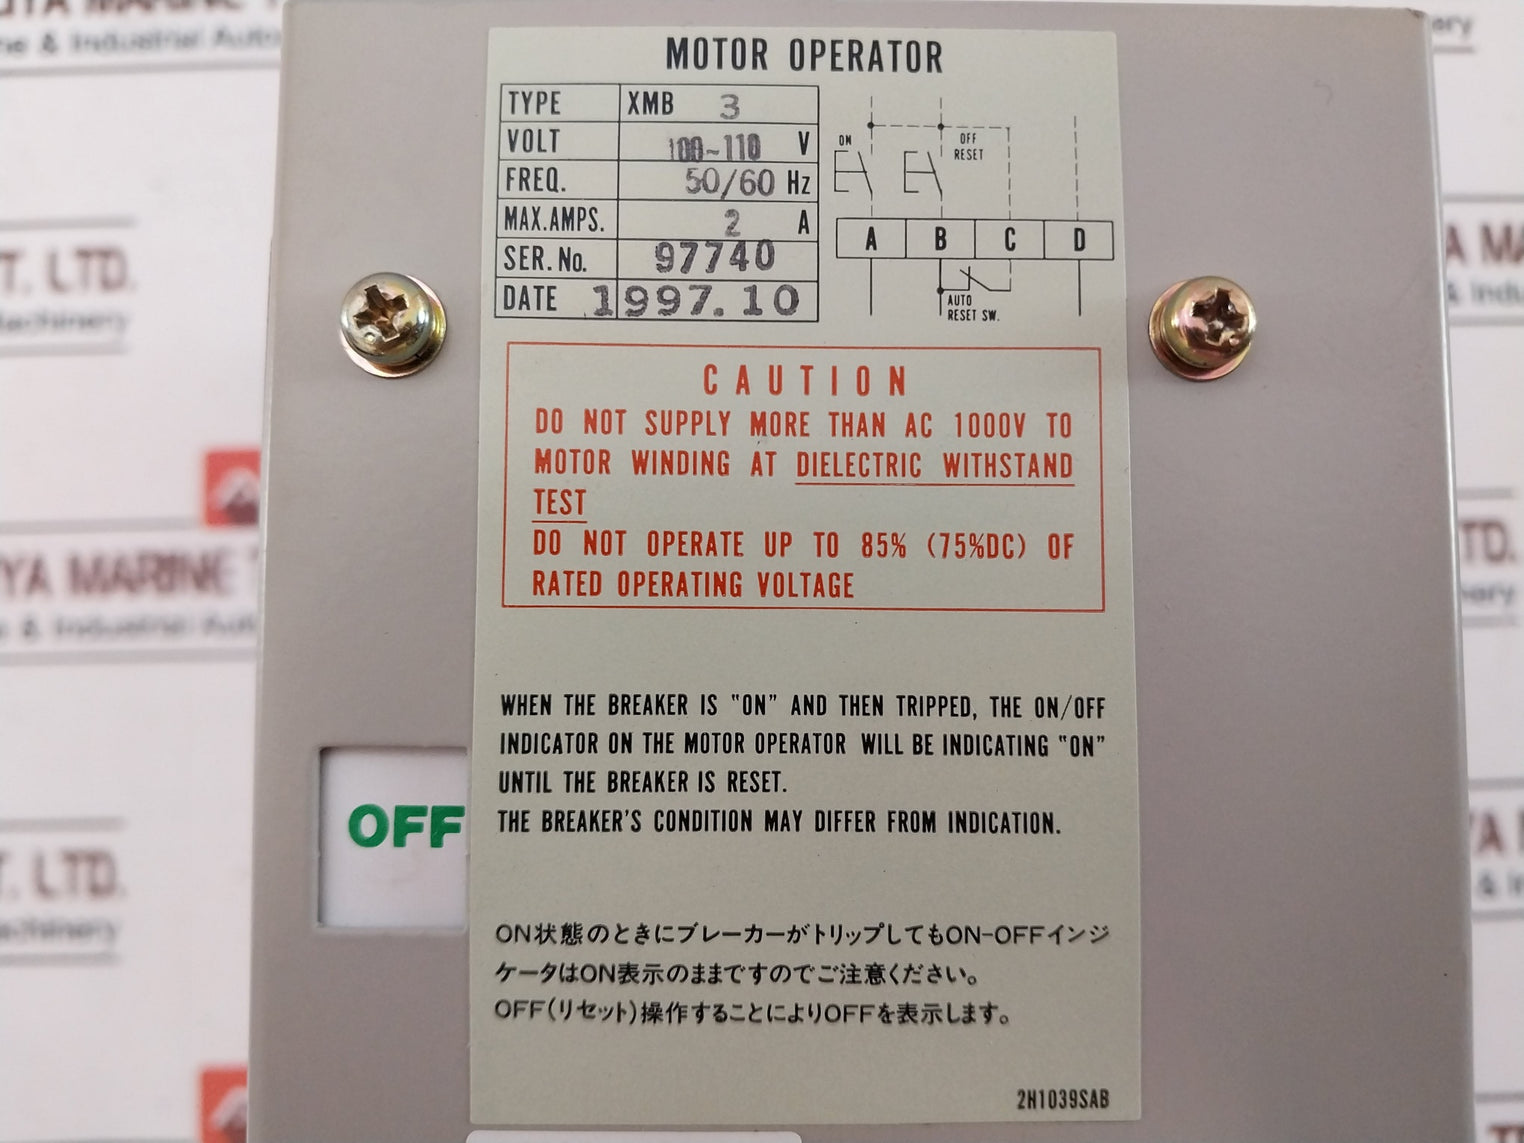 MOTOR OPERATOR
TYPE XMB 3
VOLT 100~110 V
FREQ. 50/60 Hz
MAX.AMPS. 2 A
SER.No. 97740
DATE 1997.10
ON
OFF
RESET
A B C D
AUTO
RESET SW.
CAUTION
DO NOT SUPPLY MORE THAN AC 1000V TO
MOTOR WINDING AT DIELECTRIC WITHSTAND
TEST
DO NOT OPERATE UP TO 85% (75%DC) OF
RATED OPERATING VOLTAGE
WHEN THE BREAKER IS "ON" AND THEN TRIPPED, THE ON/OFF
INDICATOR ON THE MOTOR OPERATOR WILL BE INDICATING "ON"
UNTIL THE BREAKER IS RESET.
THE BREAKER'S CONDITION MAY DIFFER FROM INDICATION.
OFF
ON状態のときにブレーカーがトリップしてもON-OFFインジ
ケータはON表示のままですのでご注意ください。
OFF(リセット)操作することによりOFFを表示します。
2H1039SAB